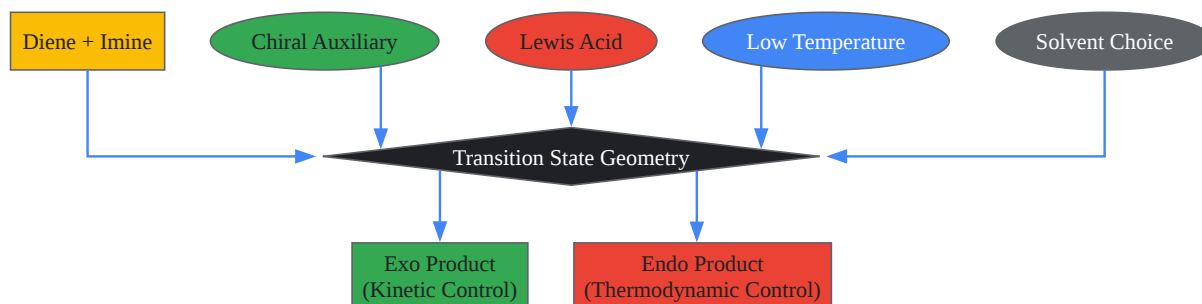 Diene + Imine
Chiral Auxiliary
Lewis Acid
Low Temperature
Solvent Choice
Transition State Geometry
Exo Product
(Kinetic Control)
Endo Product
(Thermodynamic Control)